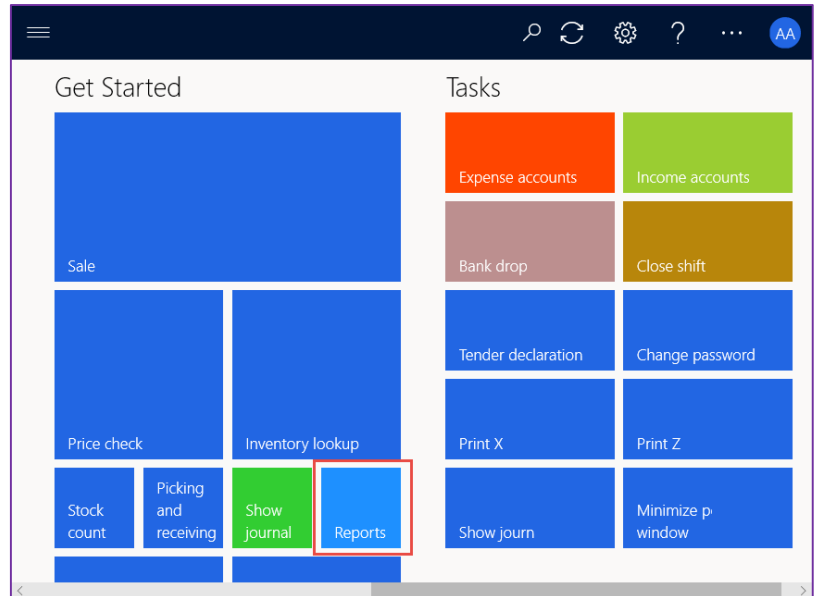 AA
Get Started
Tasks
Expense accounts
Income accounts
Sale
Bank drop
Close shift
Tender declaration
Change password
Price check
Inventory lookup
Print X
Print Z
Stock
count
Picking
and
receiving
Show
journal
Reports
Show journ
Minimize p
window